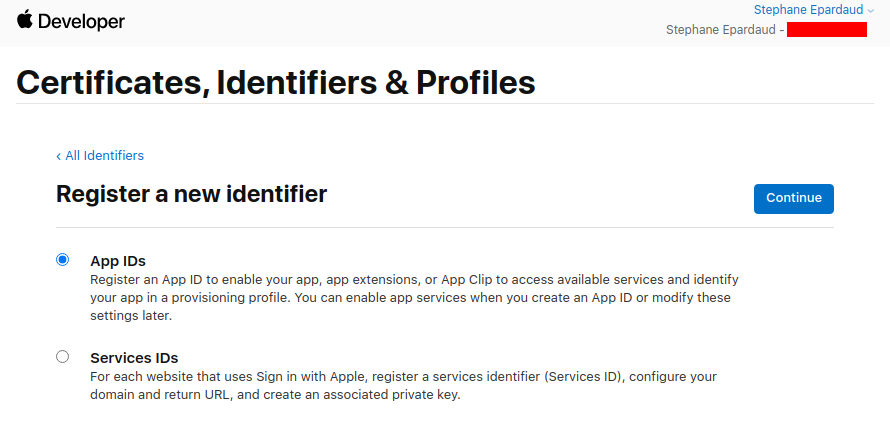 Stephane Epardaud
Developer
Stephane Epardaud -
Certificates, Identifiers & Profiles
‹ All Identifiers
Register a new identifier
Continue
App IDs
Register an App ID to enable your app, app extensions, or App Clip to access available services and identify
your app in a provisioning profile. You can enable app services when you create an App ID or modify these
settings later.
Services IDs
For each website that uses Sign in with Apple, register a services identifier (Services ID), configure your
domain and return URL, and create an associated private key.